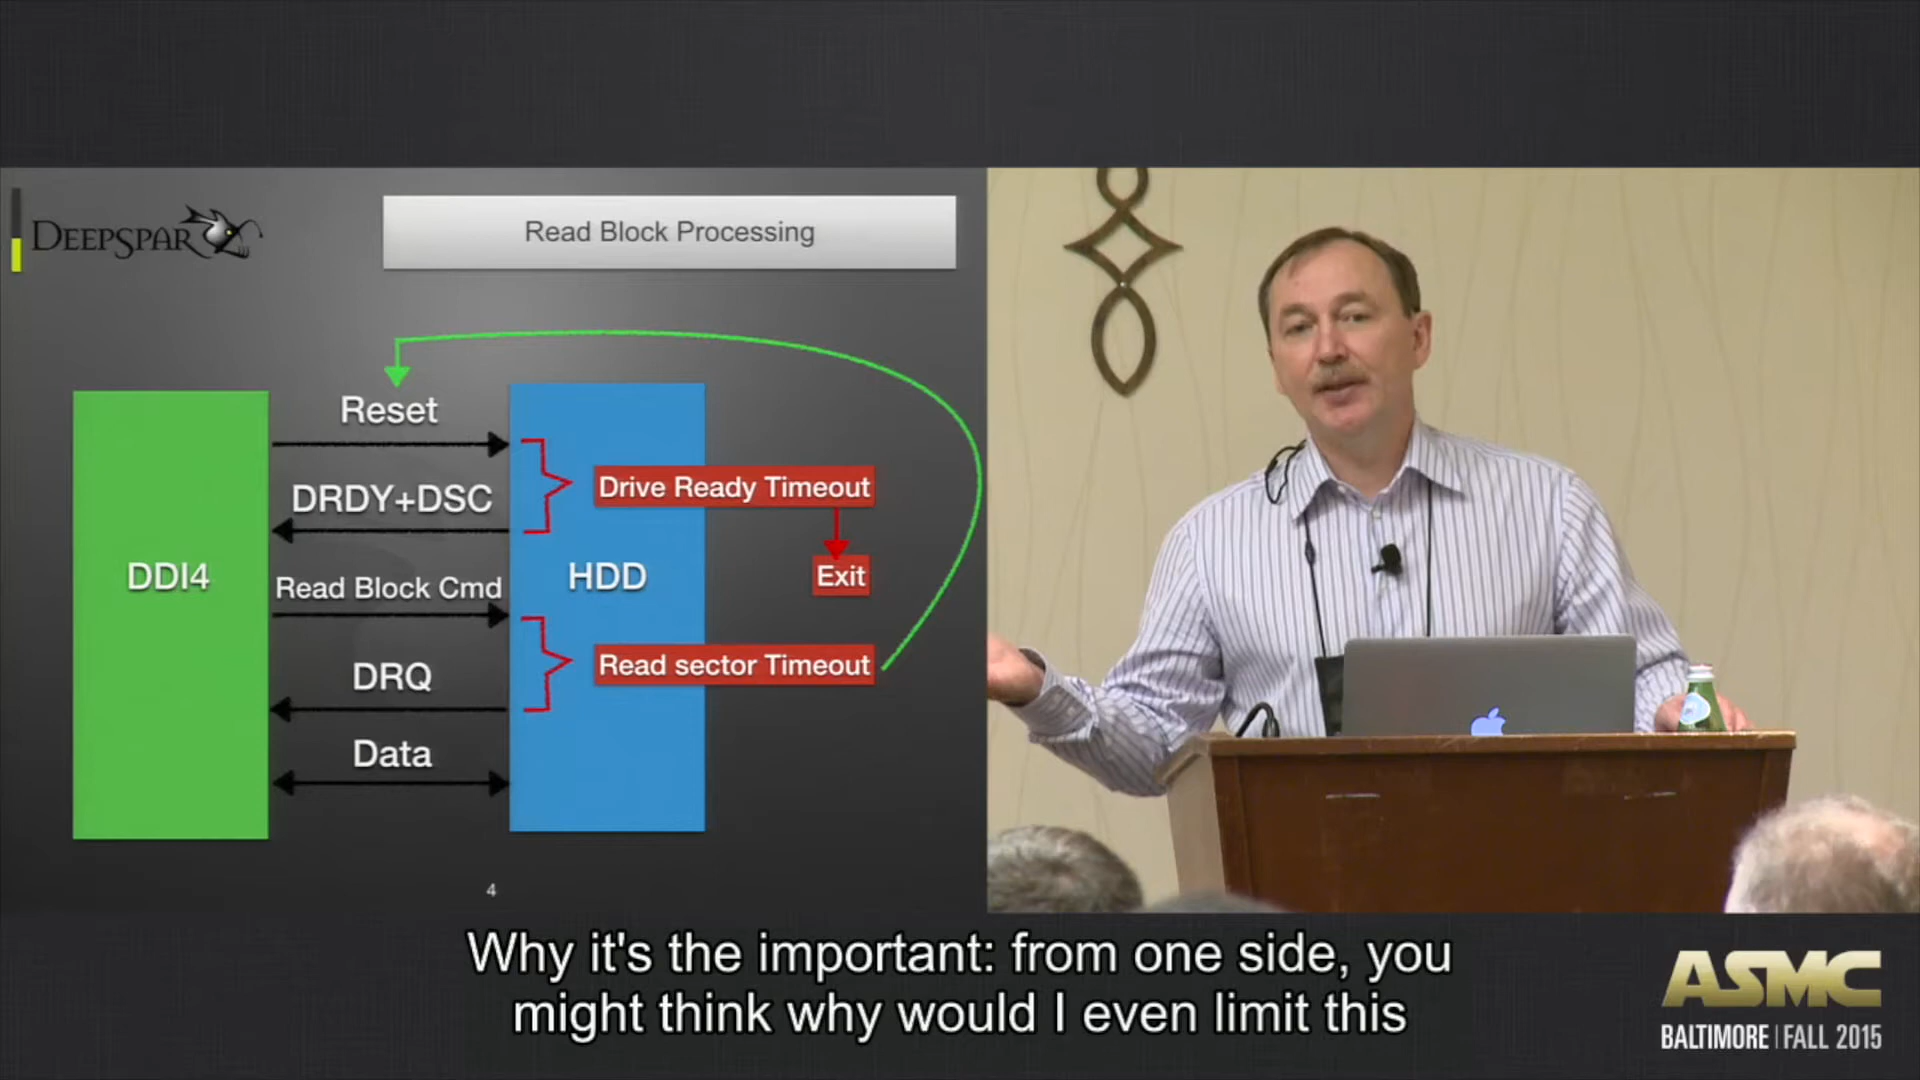 DEEPSPAR
Read Block Processing
Reset
DRDY+DSC
Drive Ready Timeout
DDI4
Read Block Cmd
HDD
Exit
DRQ
Read sector Timeout
Data
4
Why it's the important: from one side, you
might think why would I even limit this
ASMC
BALTIMORE | FALL 2015